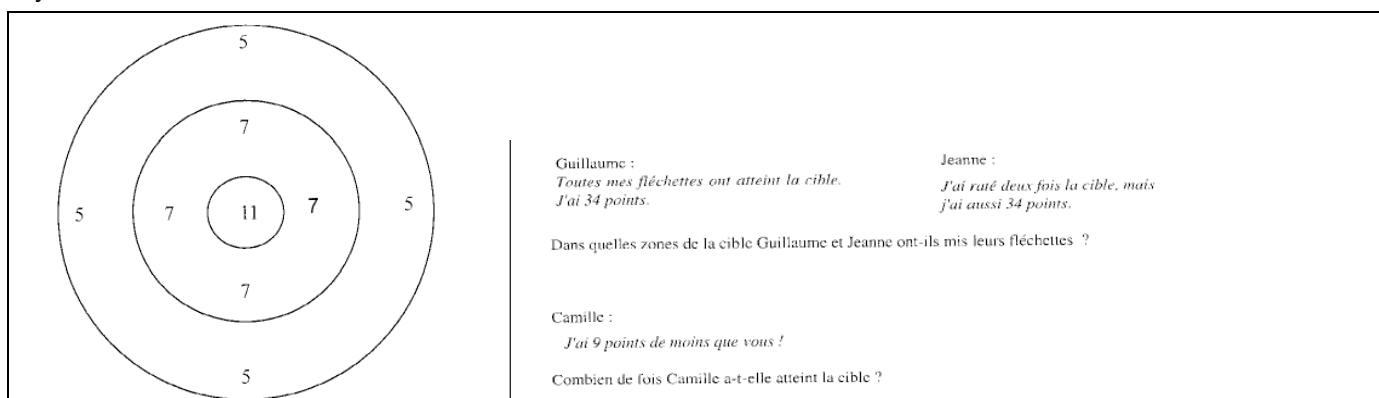 5
7
5
7
11
7
5
7
5
Guillaume :
Toutes mes fléchettes ont atteint la cible.
J'ai 34 points.
Jeanne :
J'ai raté deux fois la cible, mais
j'ai aussi 34 points.
Dans quelles zones de la cible Guillaume et Jeanne ont-ils mis leurs fléchettes ?
Camille :
J'ai 9 points de moins que vous !
Combien de fois Camille a-t-elle atteint la cible ?